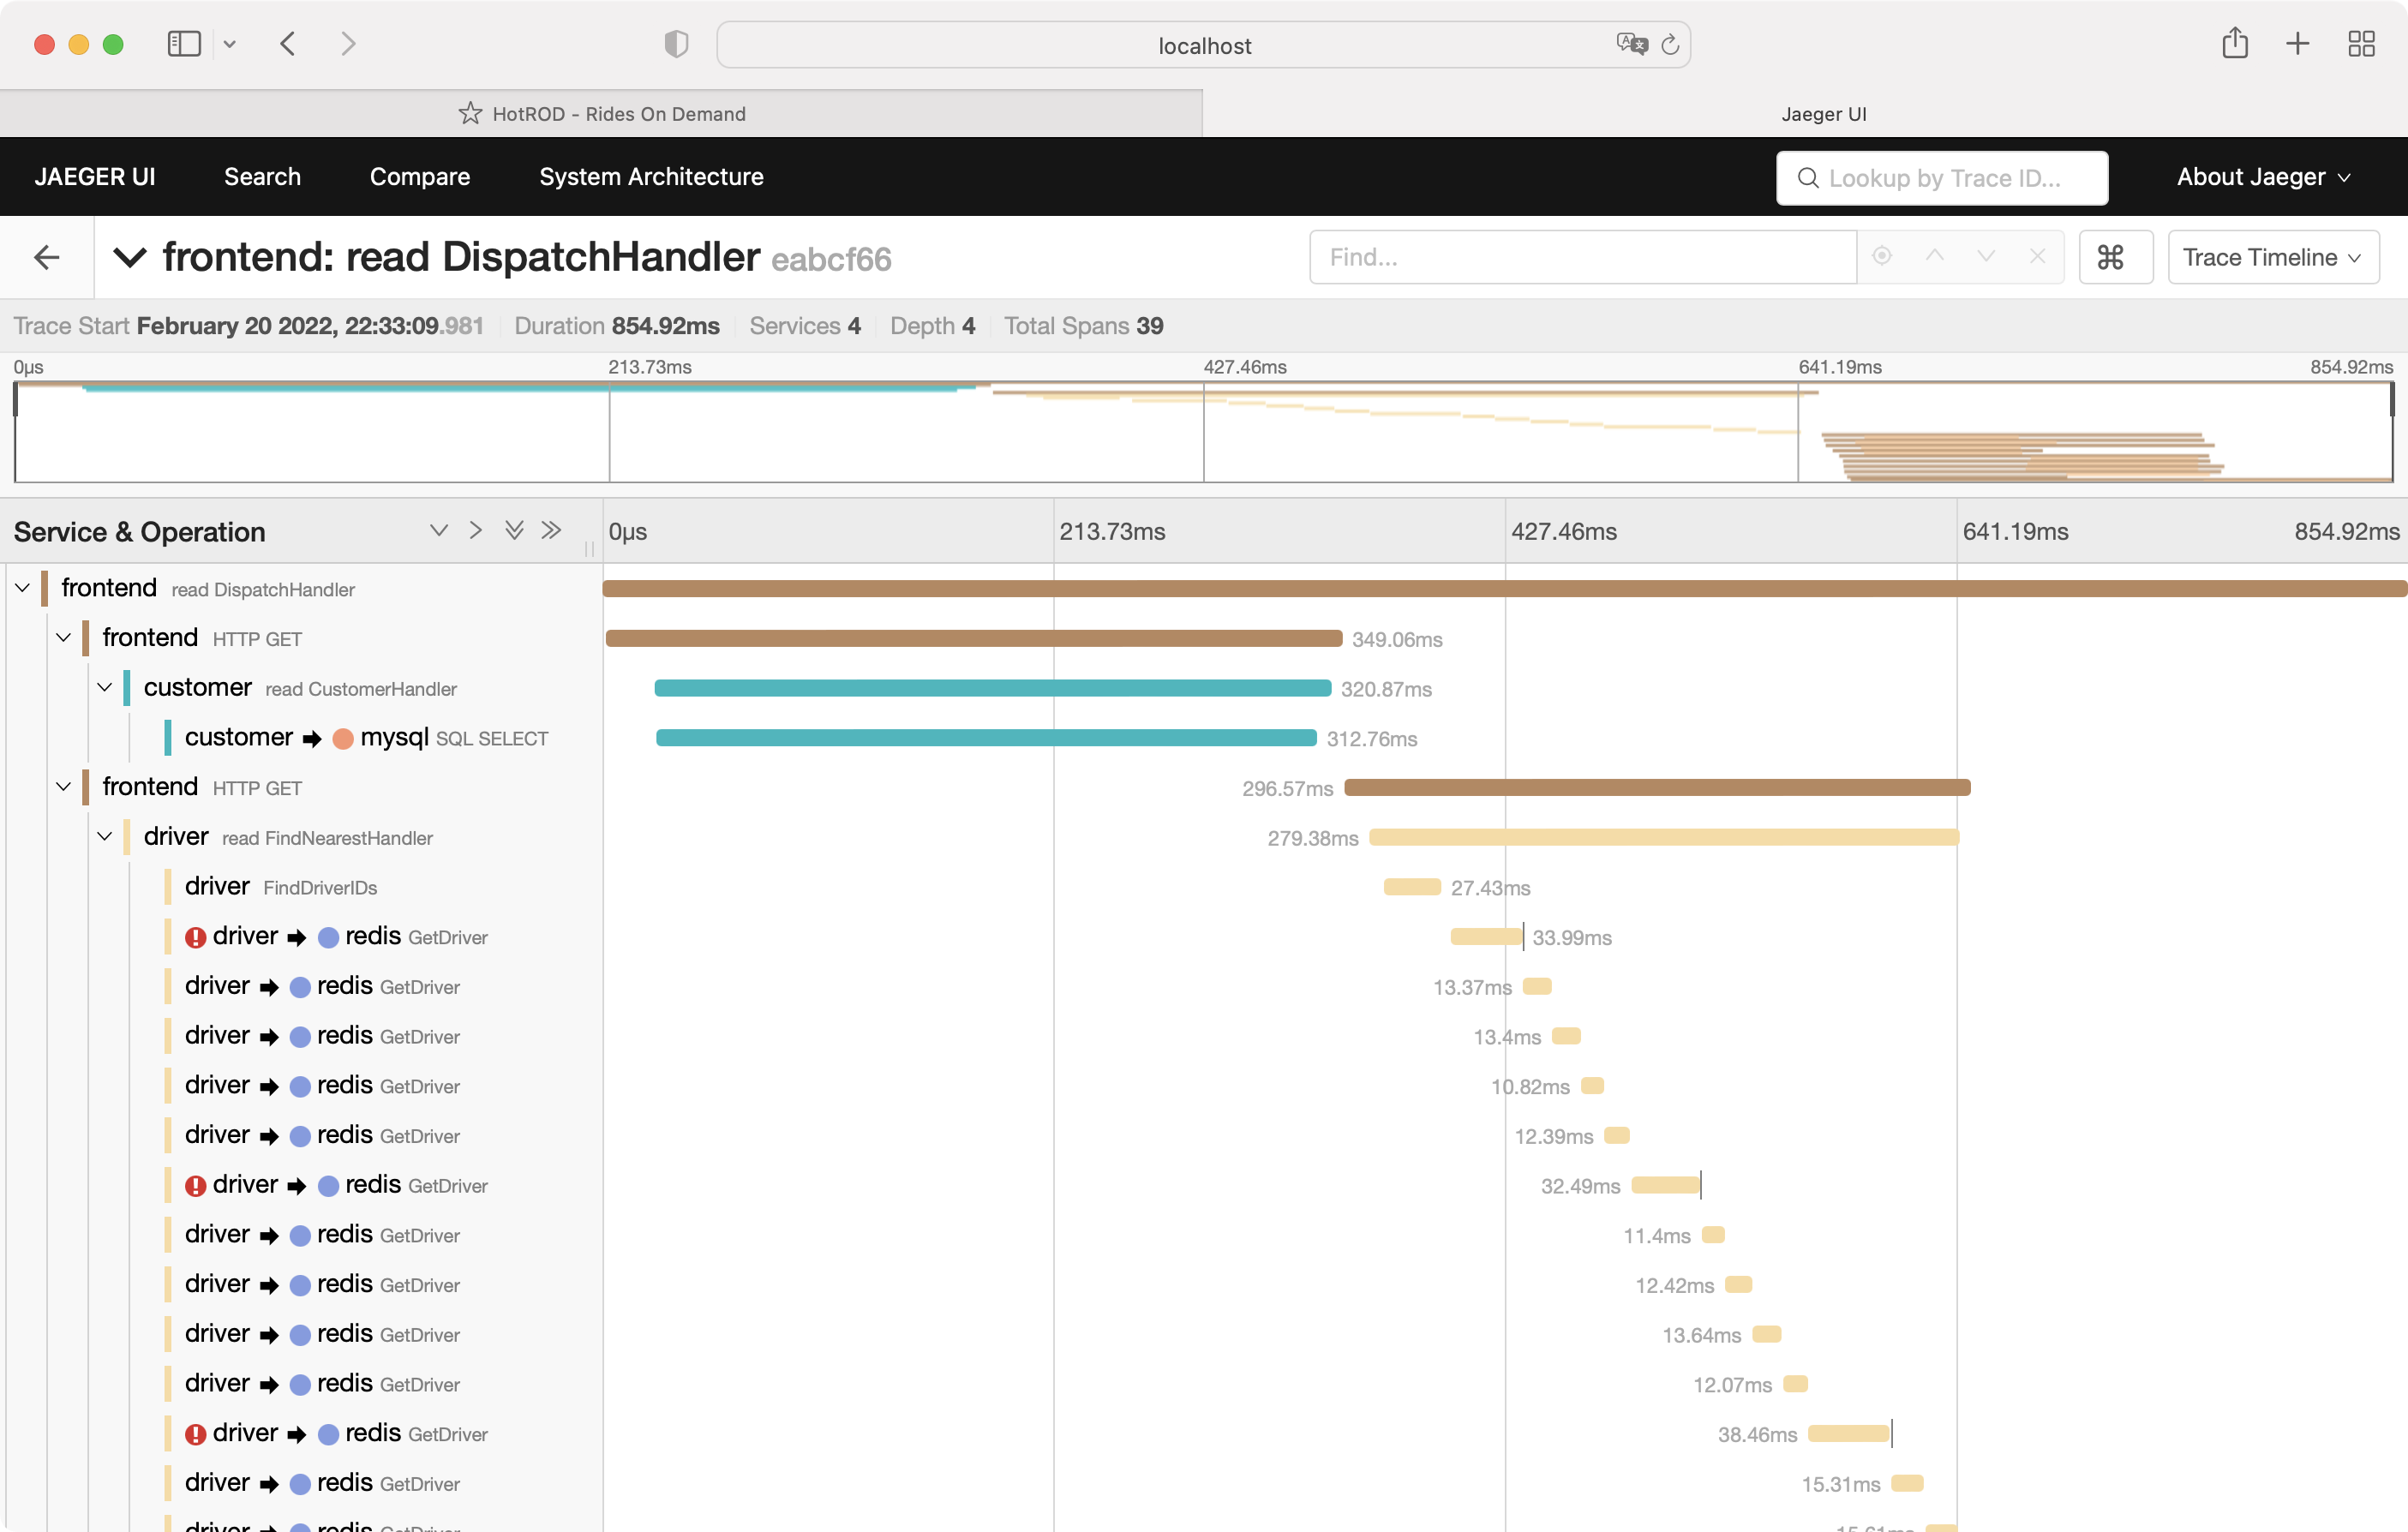 localhost
HotROD - Rides On Demand
Jaeger UI
JAEGER UI Search Compare System Architecture Lookup by Trace ID... About Jaeger
frontend: read DispatchHandler eabcf66 Find... Trace Timeline
Trace Start February 20 2022, 22:33:09.981 Duration 854.92ms Services 4 Depth 4 Total Spans 39
0μs 213.73ms 427.46ms 641.19ms 854.92ms
Service & Operation 0μs 213.73ms 427.46ms 641.19ms 854.92ms
frontend read DispatchHandler
frontend HTTP GET 349.06ms
customer read CustomerHandler 320.87ms
customer mysql SQL SELECT 312.76ms
frontend HTTP GET 296.57ms
driver read FindNearestHandler 279.38ms
driver FindDriverIDs 27.43ms
driver redis GetDriver 33.99ms
driver redis GetDriver 13.37ms
driver redis GetDriver 13.4ms
driver redis GetDriver 10.82ms
driver redis GetDriver 12.39ms
driver redis GetDriver 32.49ms
driver redis GetDriver 11.4ms
driver redis GetDriver 12.42ms
driver redis GetDriver 13.64ms
driver redis GetDriver 12.07ms
driver redis GetDriver 38.46ms
driver redis GetDriver 15.31ms
driver redis GetDriver